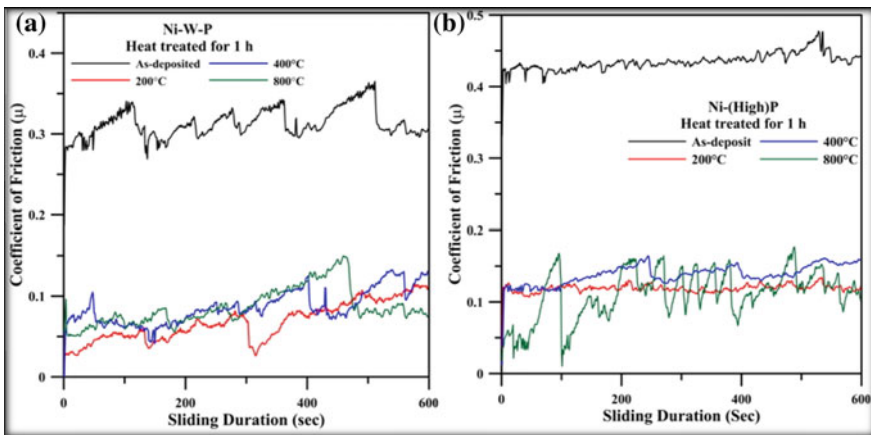 (a)
Ni-W-P
Heat treated for 1 h
As-deposited 400°C
200°C 800°C
Coefficient of Friction (μ)
0.4
0.3
0.2
0.1
0
0 200 400 600
Sliding Duration (sec)
(b)
0.5
Ni-(High)P
Heat treated for 1 h
As-deposit 400°C
200°C 800°C
Coefficient of Friction (μ)
0.4
0.3
0.2
0.1
0
0 200 400 600
Sliding Duration (Sec)